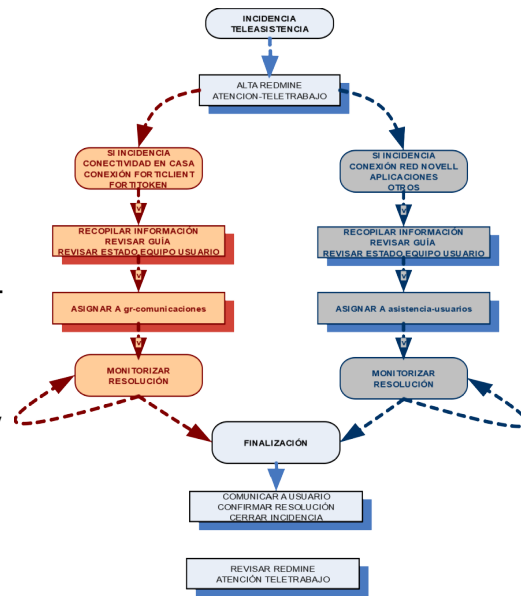 INCIDENCIA
TELEASISTENCIA
ALTA REDMINE
ATENCION-TELETRABAJO
SI INCIDENCIA
CONECTIVIDAD EN CASA
CONEXIÓN FORTICLIENT
FORTITOKEN
SI INCIDENCIA
CONEXIÓN RED NOVELL
APLICACIONES
OTROS
RECOPILAR INFORMACIÓN
REVISAR GUÍA
REVISAR ESTADO EQUIPO USUARIO
RECOPILAR INFORMACIÓN
REVISAR GUÍA
REVISAR ESTADO EQUIPO USUARIO
ASIGNAR A gr-comunicaciones
ASIGNAR A asistencia-usuarios
MONITORIZAR
RESOLUCIÓN
MONITORIZAR
RESOLUCIÓN
FINALIZACIÓN
COMUNICAR A USUARIO
CONFIRMAR RESOLUCIÓN
CERRAR INCIDENCIA
REVISAR REDMINE
ATENCIÓN TELETRABAJO